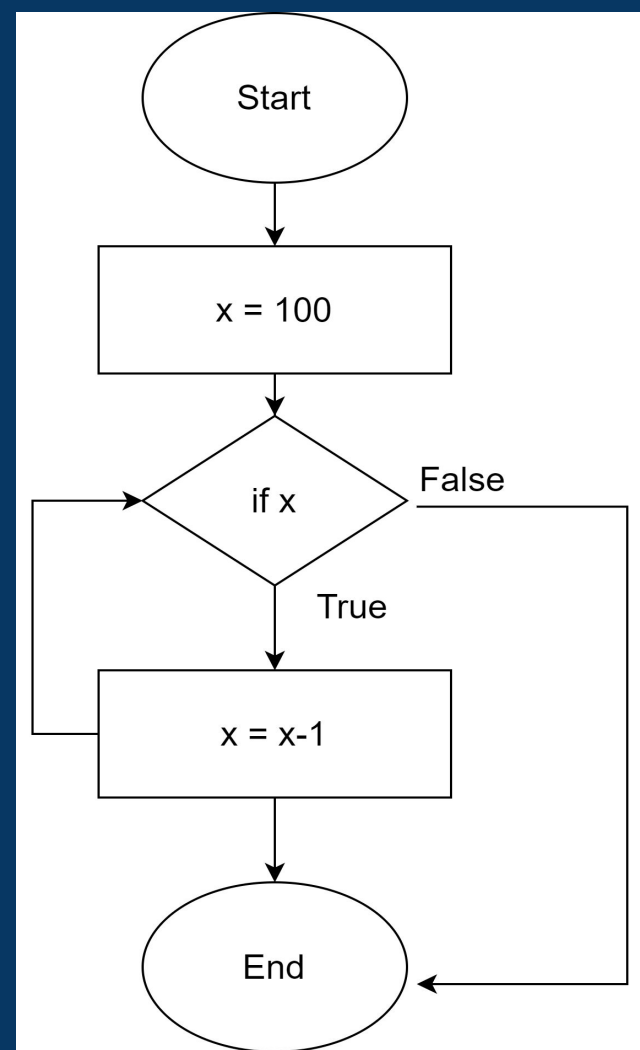 Start
x = 100
if x
False
True
x = x-1
End